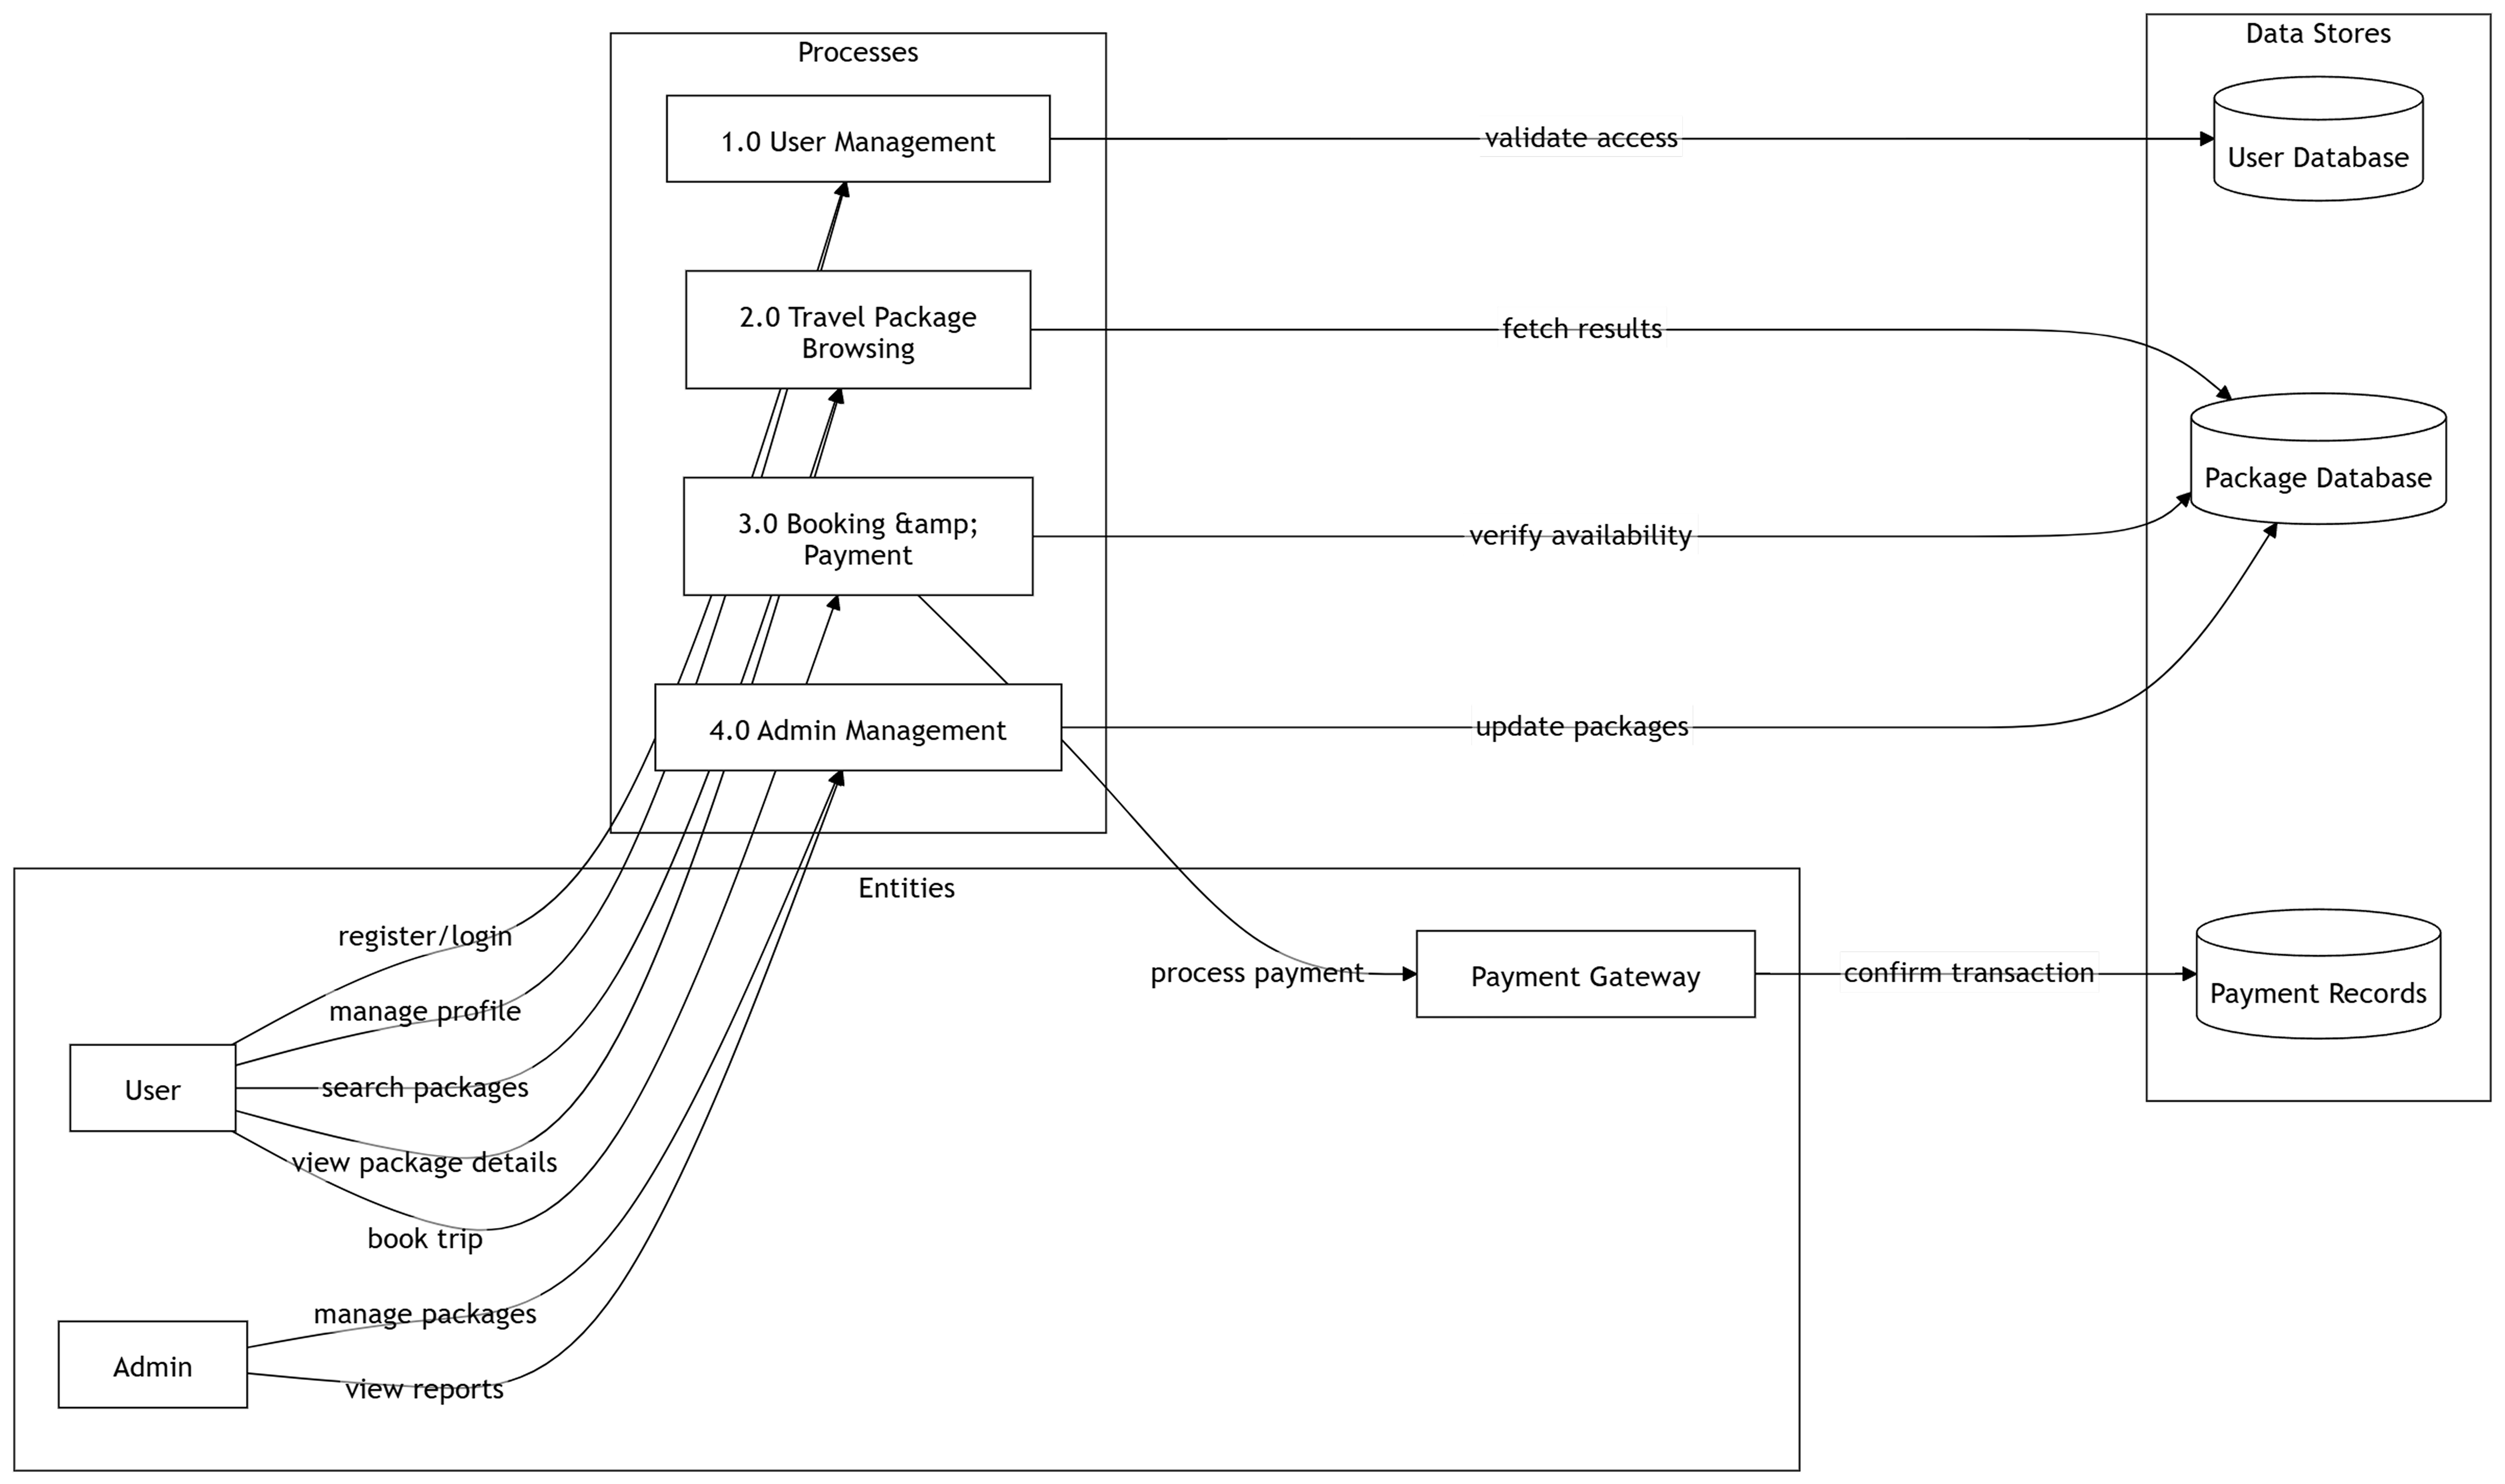 Processes
1.0 User Management
2.0 Travel Package
Browsing
3.0 Booking &amp;
Payment
4.0 Admin Management
validate access
fetch results
verify availability
update packages
Data Stores
User Database
Package Database
Payment Records
Entities
register/login
manage profile
search packages
view package details
book trip
manage packages
view reports
User
Admin
process payment
Payment Gateway
confirm transaction